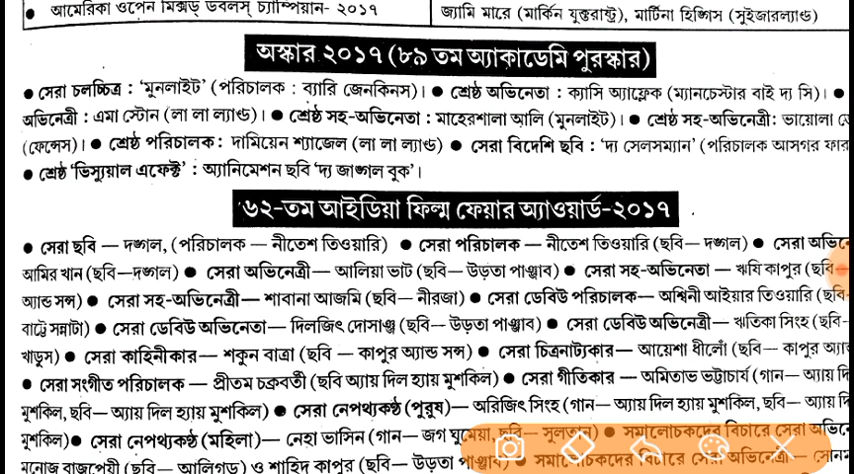 ● আমেরিকা ওপেন মিক্সড্ ডবলস্ চ্যাম্পিয়ান- ২০১৭
জ্যামি মারে (মার্কিন যুক্তরাষ্ট্র), মার্টিনা হিঙ্গিস (সুইজারল্যান্ড)
অস্কার ২০১৭ (৮৯ তম অ্যাকাডেমি পুরস্কার)
● সেরা চলচ্চিত্র : 'মুনলাইট' (পরিচালক : ব্যারি জেনকিনস)। ● শ্রেষ্ঠ অভিনেতা : ক্যাসি অ্যাফ্লেক (ম্যানচেস্টার বাই দ্য সি)। ●
অভিনেত্রী : এমা স্টোন (লা লা ল্যান্ড)। ● শ্রেষ্ঠ সহ-অভিনেতা : মাহেরশালা আলি (মুনলাইট)। ● শ্রেষ্ঠ সহ-অভিনেত্রী: ভায়োলা
(ফেন্সেস)। ● শ্রেষ্ঠ পরিচালক : দামিয়েন শ্যাজেল (লা লা ল্যাণ্ড) ● সেরা বিদেশি ছবি : 'দ্য সেলসম্যান' (পরিচালক আসগর
● শ্রেষ্ঠ 'ভিস্যুয়াল এফেক্ট' : অ্যানিমেশন ছবি 'দ্য জাঙ্গল বুক'।
৬২-তম আইডিয়া ফিল্ম ফেয়ার অ্যাওয়ার্ড-২০১৭
● সেরা ছবি — দঙ্গল, (পরিচালক — নীতেশ তিওয়ারি) ● সেরা পরিচালক — নীতেশ তিওয়ারি (ছবি— দঙ্গল) ● সেরা
আমির খান (ছবি—দঙ্গল) ● সেরা অভিনেত্রী— আলিয়া ভাট (ছবি— উড়তা পাঞ্জাব) ● সেরা সহ-অভিনেতা — ঋষি কাপুর (ছবি—
অ্যান্ড সন্স) ● সেরা সহ-অভিনেত্রী— শাবানা আজমি (ছবি— নীরজা) ● সেরা ডেবিউ পরিচালক— অশ্বিনী আইয়ার তিওয়ারি (ছবি-
বাট্টে সন্নাটা) ● সেরা ডেবিউ অভিনেতা— দিলজিৎ দোসাঞ্জ (ছবি— উড়তা পাঞ্জাব) ● সেরা ডেবিউ অভিনেত্রী— ঋতিকা সিংহ (ছবি-
খাড়ুস) ● সেরা কাহিনীকার— শকুন বাত্রা (ছবি — কাপুর অ্যান্ড সন্স) ● সেরা চিত্রনাট্যকার— আয়েশা ধীলোঁ (ছবি— কাপুর
● সেরা সংগীত পরিচালক — প্রীতম চক্রবর্তী (ছবি অ্যায় দিল হ্যায় মুশকিল) ● সেরা গীতিকার — অমিতাভ ভট্টাচার্য (গান— অ্যায়
মুশকিল, ছবি— অ্যায় দিল হ্যায় মুশকিল) ● সেরা নেপথ্যকণ্ঠ (পুরুষ)— অরিজিৎ সিংহ (গান— অ্যায় দিল হ্যায় মুশকিল, ছবি— অ্যায়
মুশকিল)● সেরা নেপথ্যকণ্ঠ (মহিলা)— নেহা ভাসিন (গান— জগ ঘুমেয়া, ছবি— সুলতান) ● সমালোচকদের বিচারে সেরা
মনোজ বাজপেয়ী (ছবি— আলিগড়) ও শাহিদ কাপুর (ছবি— উড়তা পাঞ্জাব) ● সমালোচকদের বিচারে সেরা অভিনেত্রী—